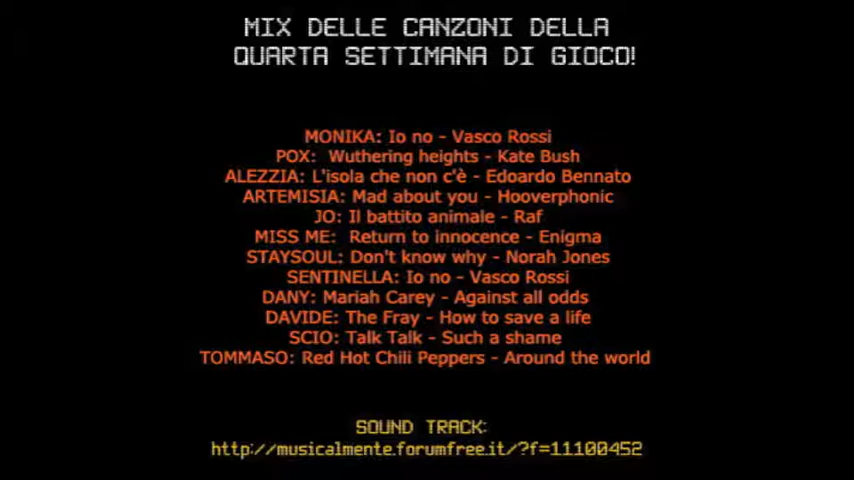 MIX DELLE CANZONI DELLA
QUARTA SETTIMANA DI GIOCO!
MONIKA: Io no - Vasco Rossi
POX: Wuthering heights - Kate Bush
ALEZZIA: L'isola che non c'è - Edoardo Bennato
ARTEMISIA: Mad about you - Hooverphonic
JO: Il battito animale - Raf
MISS ME: Return to innocence - Enigma
STAYSOUL: Don't know why - Norah Jones
SENTINELLA: Io no - Vasco Rossi
DANY: Mariah Carey - Against all odds
DAVIDE: The Fray - How to save a life
SCIO: Talk Talk - Such a shame
TOMMASO: Red Hot Chili Peppers - Around the world
SOUND TRACK:
http://musicalmente.forumfree.it/?f=11100452